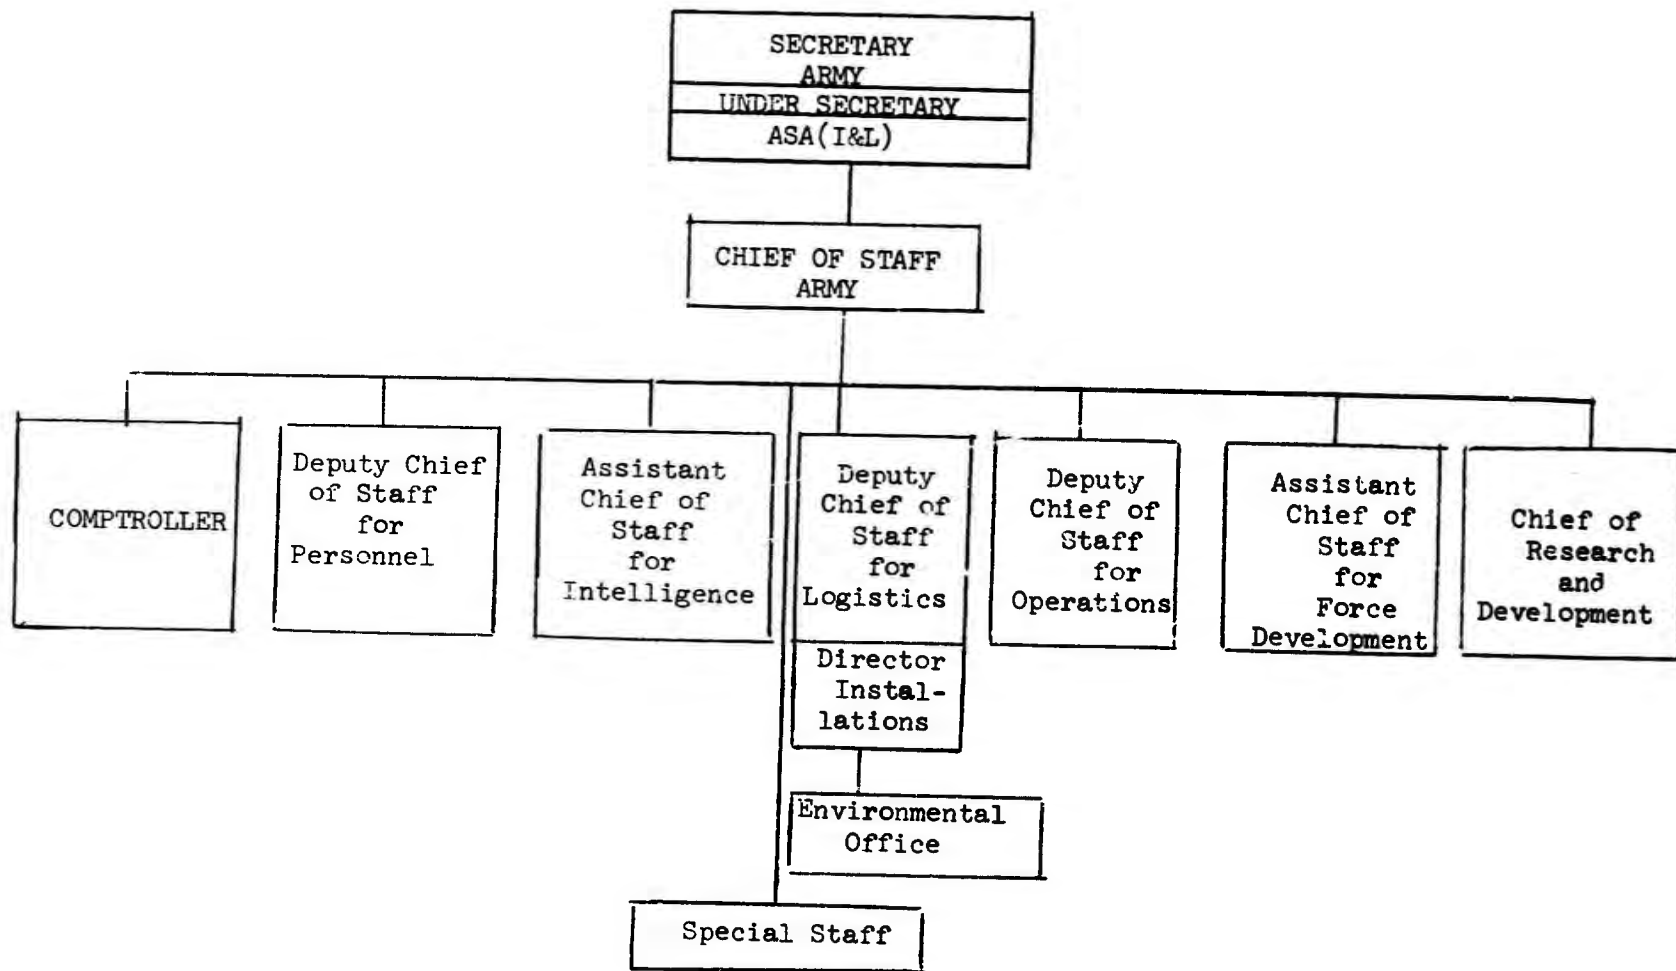 SECRETARY
ARMY
UNDER SECRETARY
ASA(I&L)
CHIEF OF STAFF
ARMY
COMPTROLLER
Deputy Chief
of Staff
for
Personnel
Assistant
Chief of
Staff
for
Intelligence
Deputy
Chief of
Staff
for
Logistics
Director
Instal-
lations
Environmental
Office
Deputy
Chief of
Staff
for
Operations
Assistant
Chief of
Staff
for
Force
Development
Chief of
Research
and
Development
Special Staff